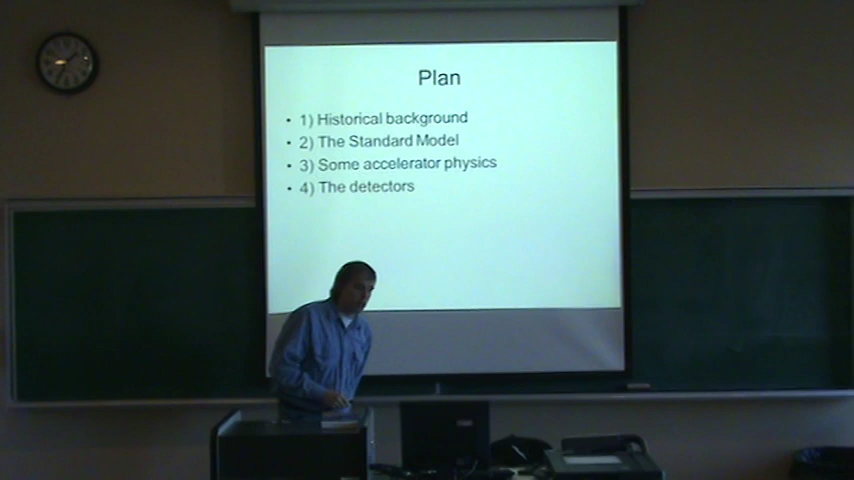 Plan
• 1) Historical background
• 2) The Standard Model
• 3) Some accelerator physics
• 4) The detectors